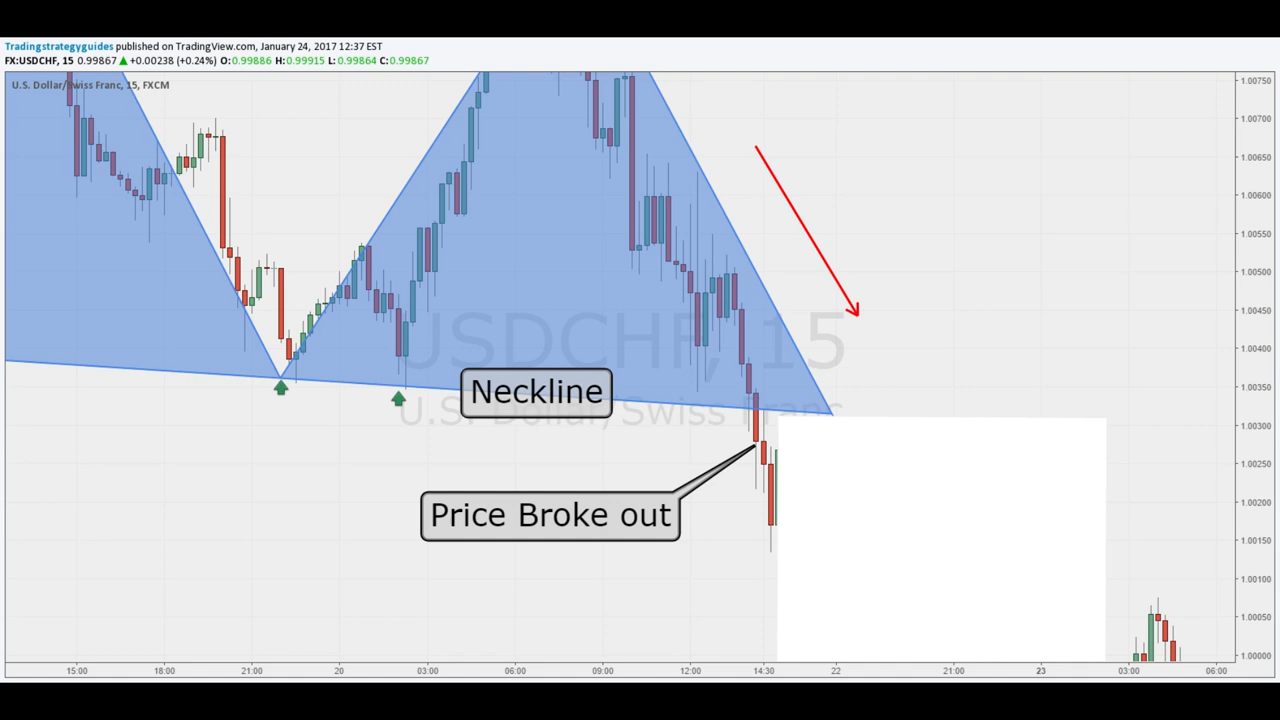 Tradingstrategyguides published on TradingView.com, January 24, 2017 12:37 EST
FX:USDCHF, 15 0.99867 ▲ +0.00238 (+0.24%) O:0.99886 H:0.99915 L:0.99864 C:0.99867
U.S. Dollar/Swiss Franc, 15, FXCM
1.00750
1.00700
1.00650
1.00600
1.00550
1.00500
1.00450
USDCHF, 15
1.00400
Neckline
1.00350
U.S. Dollar/Swiss Franc
1.00300
1.00250
1.00200
Price Broke out
1.00150
1.00100
1.00050
1.00000
15:00 18:00 21:00 20 03:00 06:00 09:00 12:00 14:30 22 21:00 23 03:00 06:00